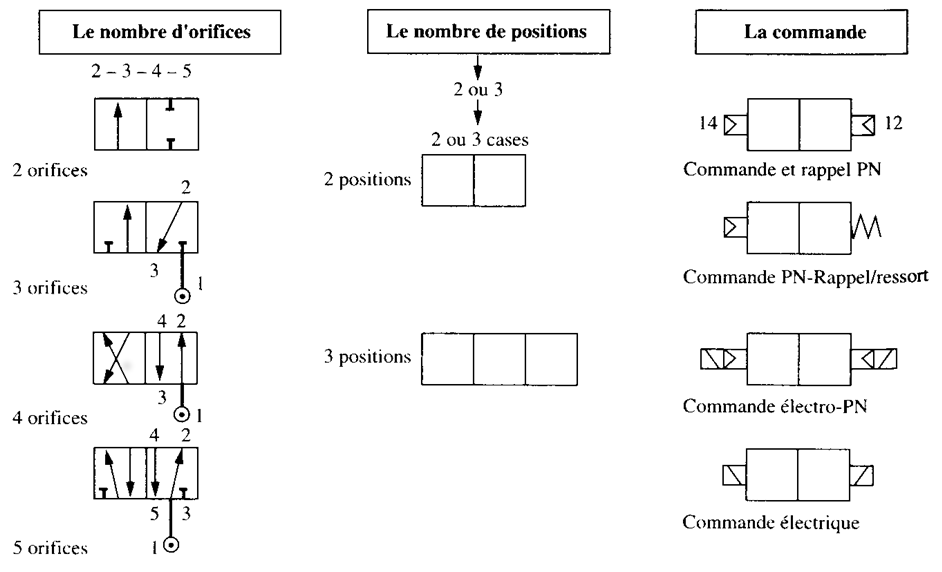 Le nombre d'orifices
2 – 3 – 4 – 5
2 orifices
2
3
1
3 orifices
4 2
3
1
4 orifices
4 2
5 3
1
5 orifices
Le nombre de positions
2 ou 3
2 ou 3 cases
2 positions
3 positions
La commande
14 12
Commande et rappel PN
Commande PN-Rappel/ressort
Commande électro-PN
Commande électrique